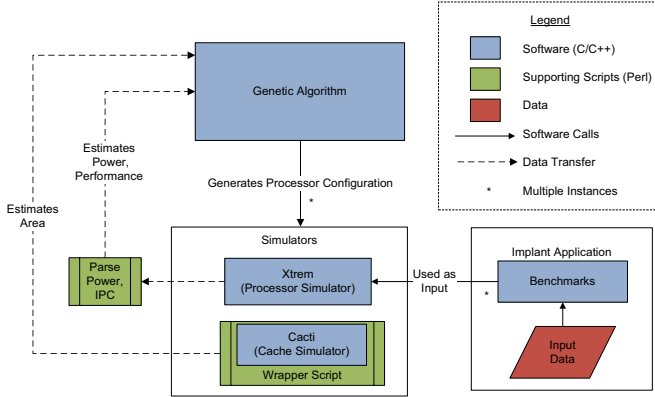 Legend
Software (C/C++)
Supporting Scripts (Perl)
Data
Software Calls
Data Transfer
* Multiple Instances
Genetic Algorithm
Estimates
Power,
Performance
Estimates
Area
Generates Processor Configuration
*
Simulators
Xtrem
(Processor Simulator)
Parse
Power,
IPC
Cacti
(Cache Simulator)
Wrapper Script
Used as
Input
*
Implant Application
Benchmarks
Input
Data